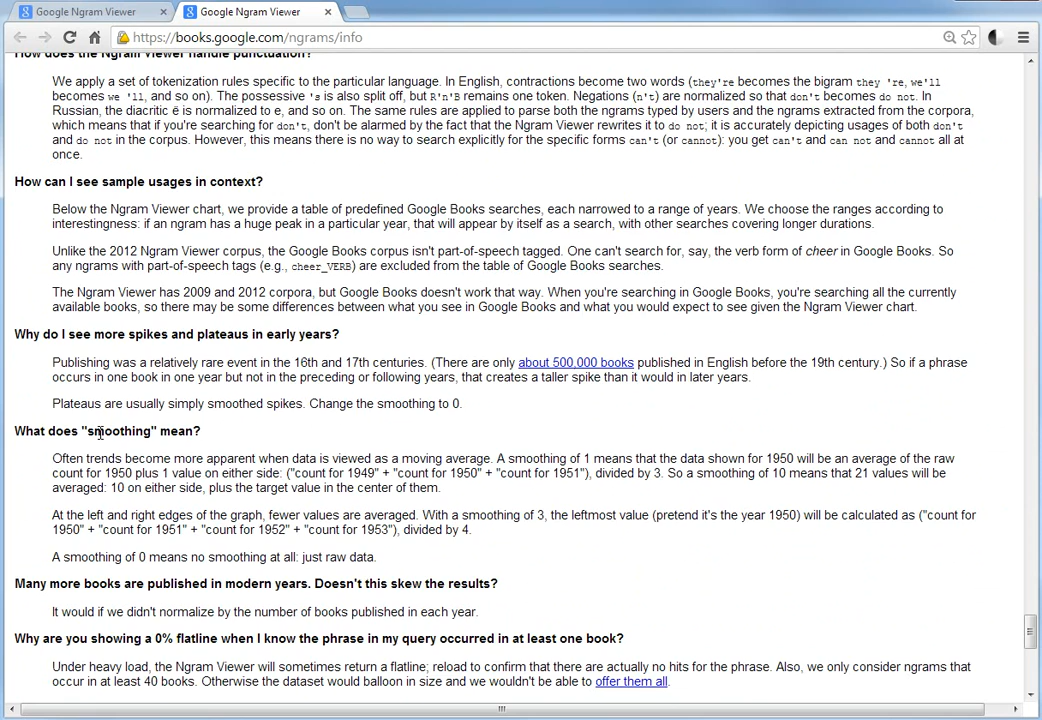 Google Ngram Viewer
Google Ngram Viewer
https://books.google.com/ngrams/info
How does the Ngram Viewer handle punctuation?
We apply a set of tokenization rules specific to the particular language. In English, contractions become two words (they're becomes the bigram they 're, we'll
becomes we 'll, and so on). The possessive 's is also split off, but R'n'B remains one token. Negations (n't) are normalized so that don't becomes do not. In
Russian, the diacritic ё is normalized to e, and so on. The same rules are applied to parse both the ngrams typed by users and the ngrams extracted from the corpora,
which means that if you're searching for don't, don't be alarmed by the fact that the Ngram Viewer rewrites it to do not; it is accurately depicting usages of both don't
and do not in the corpus. However, this means there is no way to search explicitly for the specific forms can't (or cannot): you get can't and can not and cannot all at
once.
How can I see sample usages in context?
Below the Ngram Viewer chart, we provide a table of predefined Google Books searches, each narrowed to a range of years. We choose the ranges according to
interestingness: if an ngram has a huge peak in a particular year, that will appear by itself as a search, with other searches covering longer durations.
Unlike the 2012 Ngram Viewer corpus, the Google Books corpus isn't part-of-speech tagged. One can't search for, say, the verb form of cheer in Google Books. So
any ngrams with part-of-speech tags (e.g., cheer_VERB) are excluded from the table of Google Books searches.
The Ngram Viewer has 2009 and 2012 corpora, but Google Books doesn't work that way. When you're searching in Google Books, you're searching all the currently
available books, so there may be some differences between what you see in Google Books and what you would expect to see given the Ngram Viewer chart.
Why do I see more spikes and plateaus in early years?
Publishing was a relatively rare event in the 16th and 17th centuries. (There are only about 500,000 books published in English before the 19th century.) So if a phrase
occurs in one book in one year but not in the preceding or following years, that creates a taller spike than it would in later years.
Plateaus are usually simply smoothed spikes. Change the smoothing to 0.
What does "smoothing" mean?
Often trends become more apparent when data is viewed as a moving average. A smoothing of 1 means that the data shown for 1950 will be an average of the raw
count for 1950 plus 1 value on either side: ("count for 1949" + "count for 1950" + "count for 1951"), divided by 3. So a smoothing of 10 means that 21 values will be
averaged: 10 on either side, plus the target value in the center of them.
At the left and right edges of the graph, fewer values are averaged. With a smoothing of 3, the leftmost value (pretend it's the year 1950) will be calculated as ("count for
1950" + "count for 1951" + "count for 1952" + "count for 1953"), divided by 4.
A smoothing of 0 means no smoothing at all: just raw data.
Many more books are published in modern years. Doesn't this skew the results?
It would if we didn't normalize by the number of books published in each year.
Why are you showing a 0% flatline when I know the phrase in my query occurred in at least one book?
Under heavy load, the Ngram Viewer will sometimes return a flatline; reload to confirm that there are actually no hits for the phrase. Also, we only consider ngrams that
occur in at least 40 books. Otherwise the dataset would balloon in size and we wouldn't be able to offer them all.